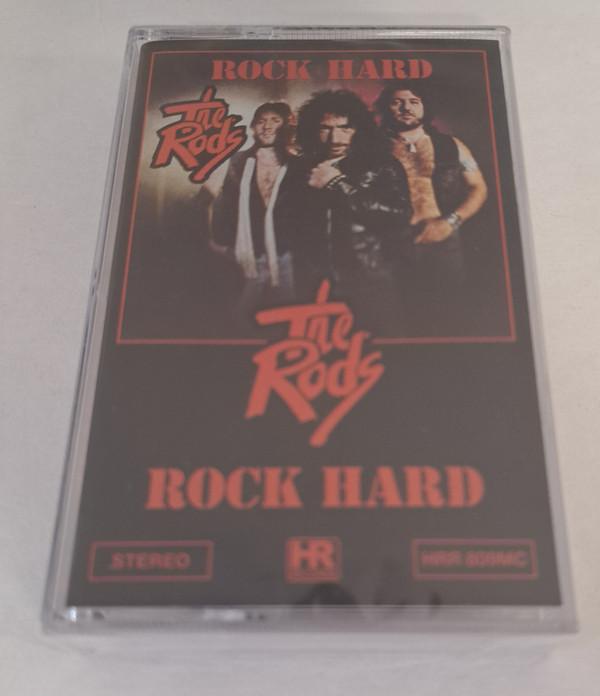 ROCK HARD
The
Rods
The
Rods
ROCK HARD
STEREO
HR
HRR 809MC